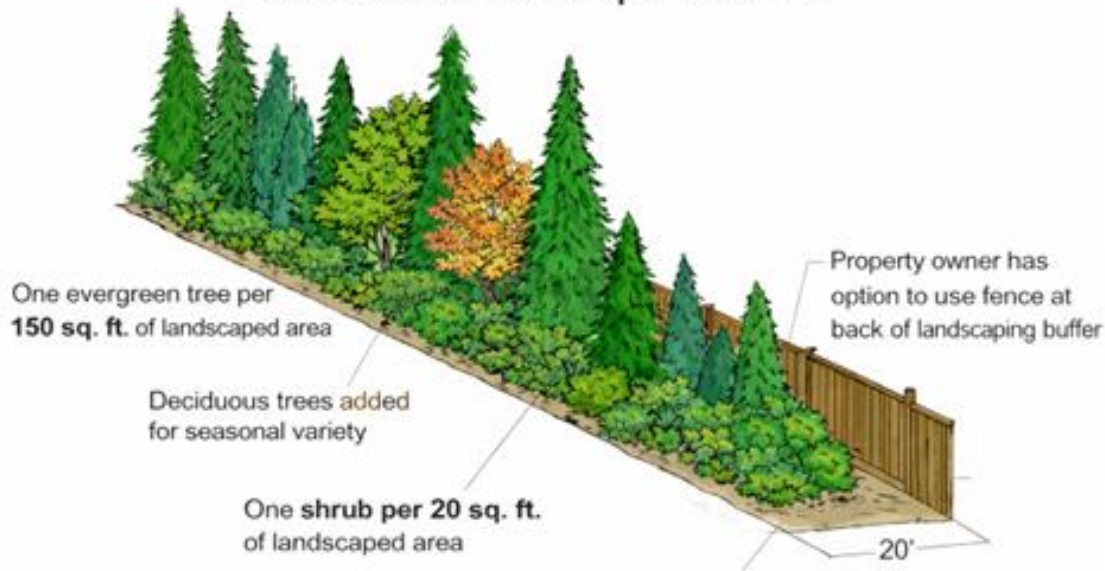 One evergreen tree per
150 sq. ft. of landscaped area
Property owner has
option to use fence at
back of landscaping buffer
Deciduous trees added
for seasonal variety
One shrub per 20 sq. ft.
of landscaped area
20'